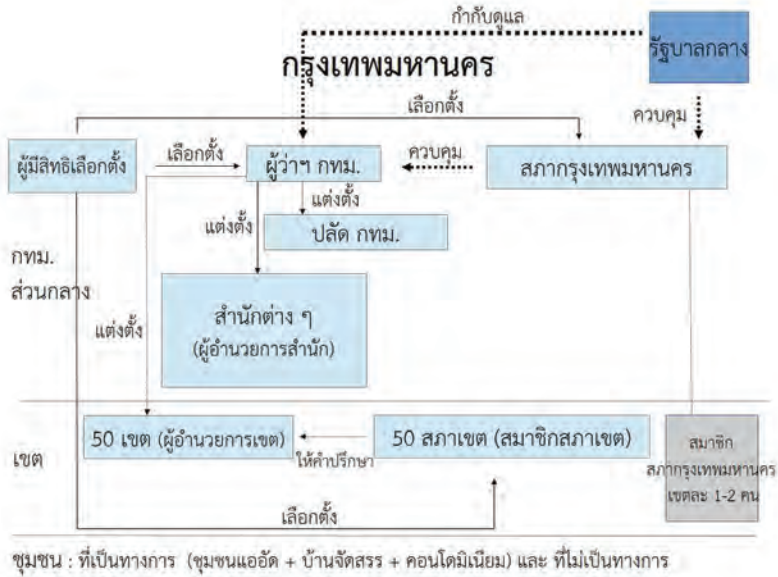 กำกับดูแล
รัฐบาลกลาง
กรุงเทพมหานคร
เลือกตั้ง
ควบคุม
ผู้มีสิทธิเลือกตั้ง
เลือกตั้ง
ผู้ว่าฯ กทม.
ควบคุม
สภากรุงเทพมหานคร
แต่งตั้ง
แต่งตั้ง
ปลัด กทม.
กทม.
ส่วนกลาง
สำนักต่าง ๆ
(ผู้อำนวยการสำนัก)
แต่งตั้ง
50 เขต (ผู้อำนวยการเขต)
50 สภาเขต (สมาชิกสภาเขต)
ให้คำปรึกษา
สมาชิก
สภากรุงเทพมหานคร
เขตละ 1-2 คน
เขต
เลือกตั้ง
ชุมชน : ที่เป็นทางการ (ชุมชนแออัด + บ้านจัดสรร + คอนโดมิเนียม) และ ที่ไม่เป็นทางการ